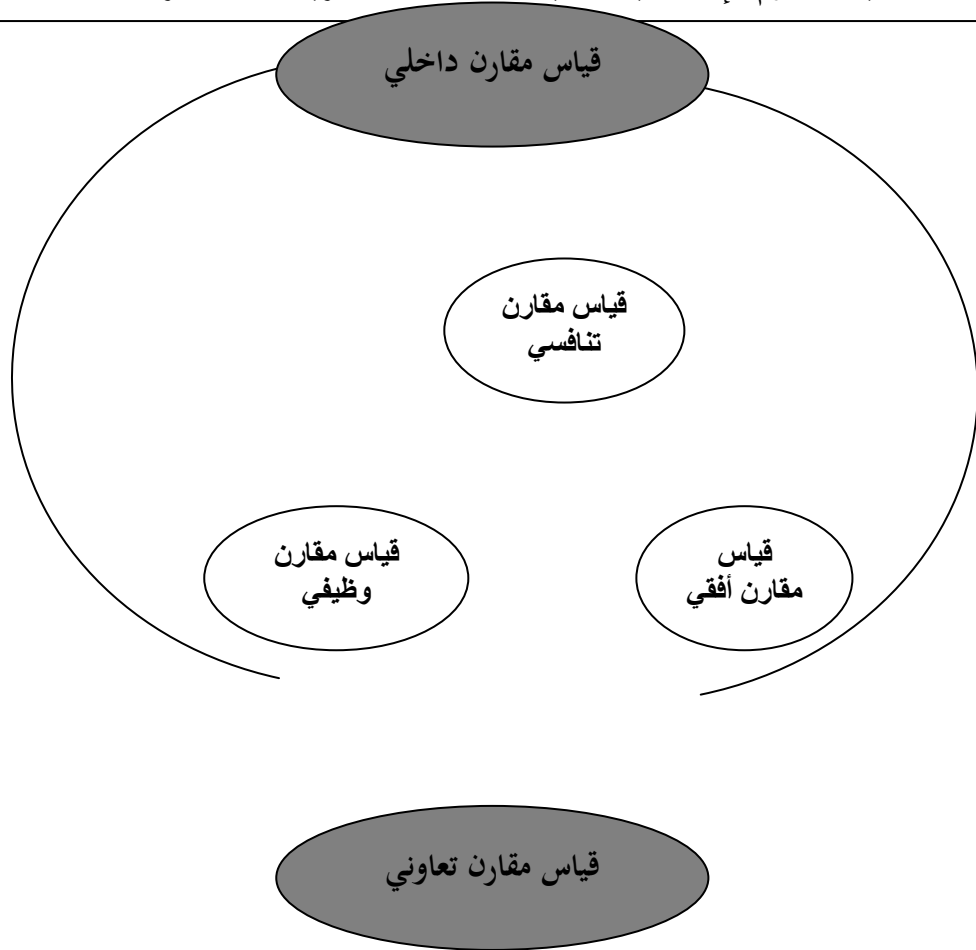 قياس مقارن داخلي
قياس مقارن
تنافسي
قياس مقارن
وظيفي
قياس
مقارن أفقي
قياس مقارن تعاوني